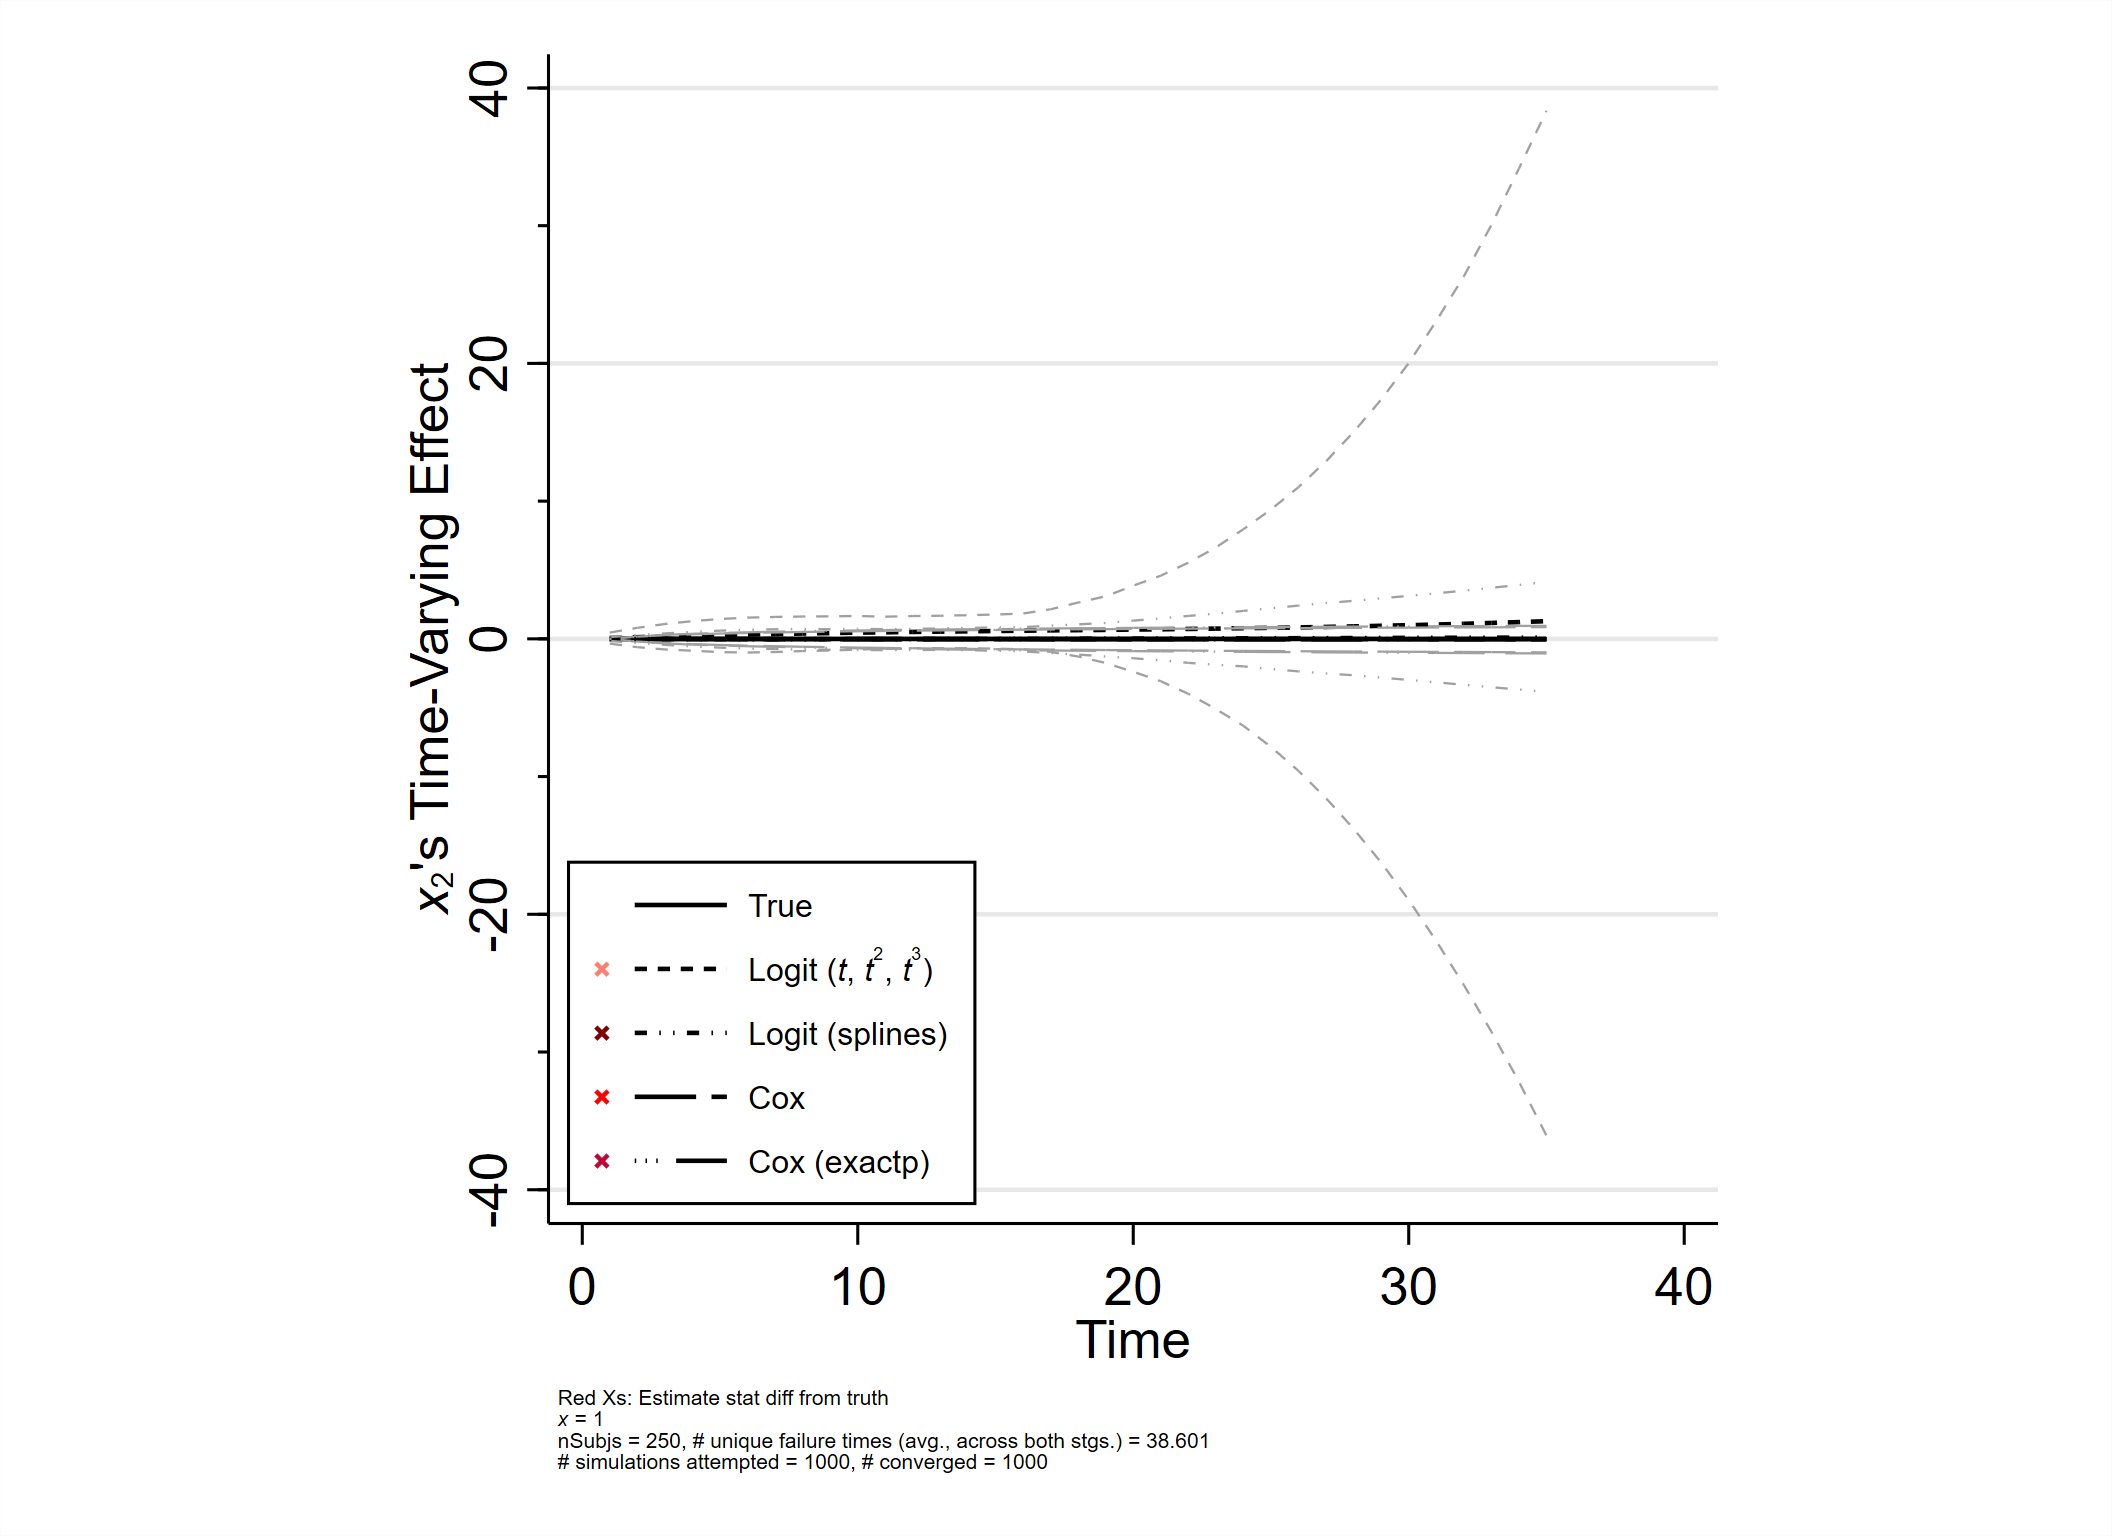 40
20
0
-20
-40
x₂'s Time-Varying Effect
True
Logit (t, t², t³)
Logit (splines)
Cox
Cox (exactp)
0 10 20 30 40
Time
Red Xs: Estimate stat diff from truth
x = 1
nSubjs = 250, # unique failure times (avg., across both stgs.) = 38.601
# simulations attempted = 1000, # converged = 1000